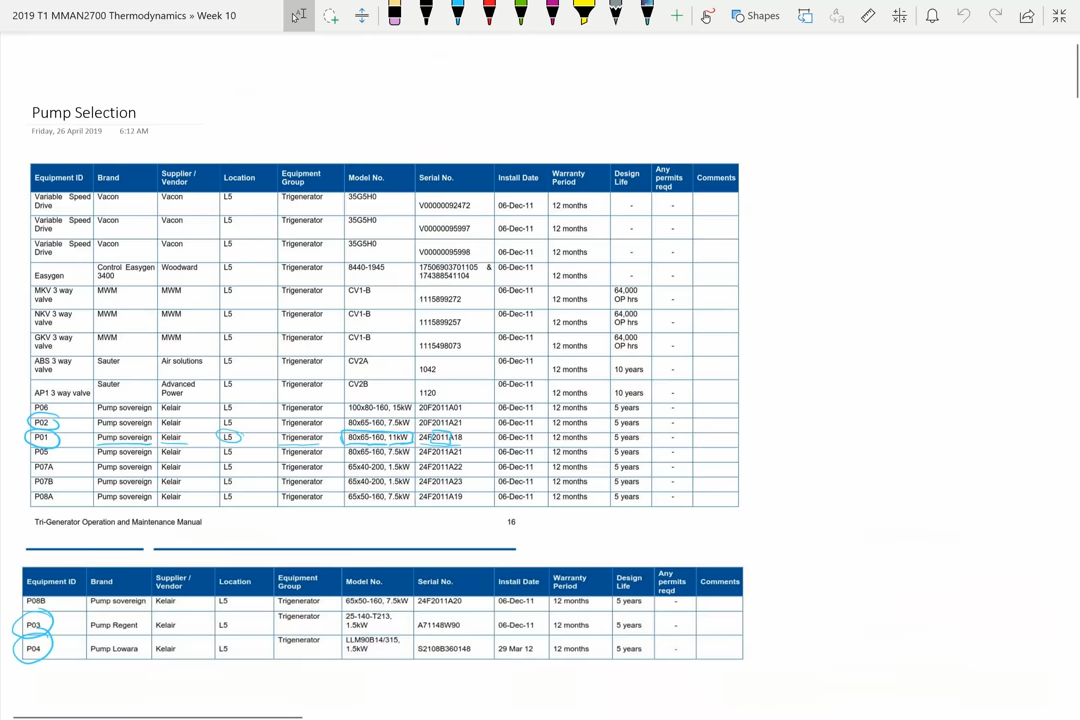 2019 T1 MMAN2700 Thermodynamics » Week 10
Shapes
Pump Selection
Friday, 26 April 2019 6:12 AM
Equipment ID Brand Supplier / Vendor Location Equipment Group Model No. Serial No. Install Date Warranty Period Design Life Any permits reqd Comments
Variable Speed Drive Vacon Vacon L5 Trigenerator 35G5H0 V00000092472 06-Dec-11 12 months - -
Variable Speed Drive Vacon Vacon L5 Trigenerator 35G5H0 V00000095997 06-Dec-11 12 months - -
Variable Speed Drive Vacon Vacon L5 Trigenerator 35G5H0 V00000095998 06-Dec-11 12 months - -
Easygen Control Easygen 3400 Woodward L5 Trigenerator 8440-1945 17506903701105 & 174388541104 06-Dec-11 12 months - -
MKV 3 way valve MWM MWM L5 Trigenerator CV1-B 1115899272 06-Dec-11 12 months 64,000 OP hrs -
NKV 3 way valve MWM MWM L5 Trigenerator CV1-B 1115899257 06-Dec-11 12 months 64,000 OP hrs -
GKV 3 way valve MWM MWM L5 Trigenerator CV1-B 1115498073 06-Dec-11 12 months 64,000 OP hrs -
ABS 3 way valve Sauter Air solutions L5 Trigenerator CV2A 1042 06-Dec-11 12 months 10 years -
AP1 3 way valve Sauter Advanced Power L5 Trigenerator CV2B 1120 06-Dec-11 12 months 10 years -
P06 Pump sovereign Kelair L5 Trigenerator 100x80-160, 15kW 20F2011A01 06-Dec-11 12 months 5 years -
P02 Pump sovereign Kelair L5 Trigenerator 80x65-160, 7.5kW 20F2011A21 06-Dec-11 12 months 5 years -
P01 Pump sovereign Kelair L5 Trigenerator 80x65-160, 11kW 24F2011A18 06-Dec-11 12 months 5 years -
P05 Pump sovereign Kelair L5 Trigenerator 80x65-160, 7.5kW 24F2011A21 06-Dec-11 12 months 5 years -
P07A Pump sovereign Kelair L5 Trigenerator 65x40-200, 1.5kW 24F2011A22 06-Dec-11 12 months 5 years -
P07B Pump sovereign Kelair L5 Trigenerator 65x40-200, 1.5kW 24F2011A23 06-Dec-11 12 months 5 years -
P08A Pump sovereign Kelair L5 Trigenerator 65x50-160, 7.5kW 24F2011A19 06-Dec-11 12 months 5 years -
Tri-Generator Operation and Maintenance Manual 16
Equipment ID Brand Supplier / Vendor Location Equipment Group Model No. Serial No. Install Date Warranty Period Design Life Any permits reqd Comments
P08B Pump sovereign Kelair L5 Trigenerator 65x50-160, 7.5kW 24F2011A20 06-Dec-11 12 months 5 years -
P03 Pump Regent Kelair L5 Trigenerator 25-140-T213, 1.5kW A71148W90 06-Dec-11 12 months 5 years -
P04 Pump Lowara Kelair L5 Trigenerator LLM90B14/315, 1.5kW S2108B360148 29 Mar 12 12 months 5 years -